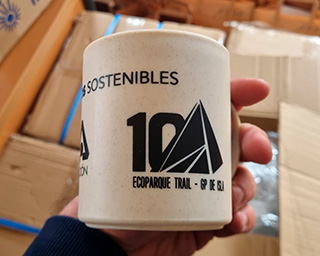 SOSTENIBLES
10
ECOPARQUE TRAIL - GP DE ISLA